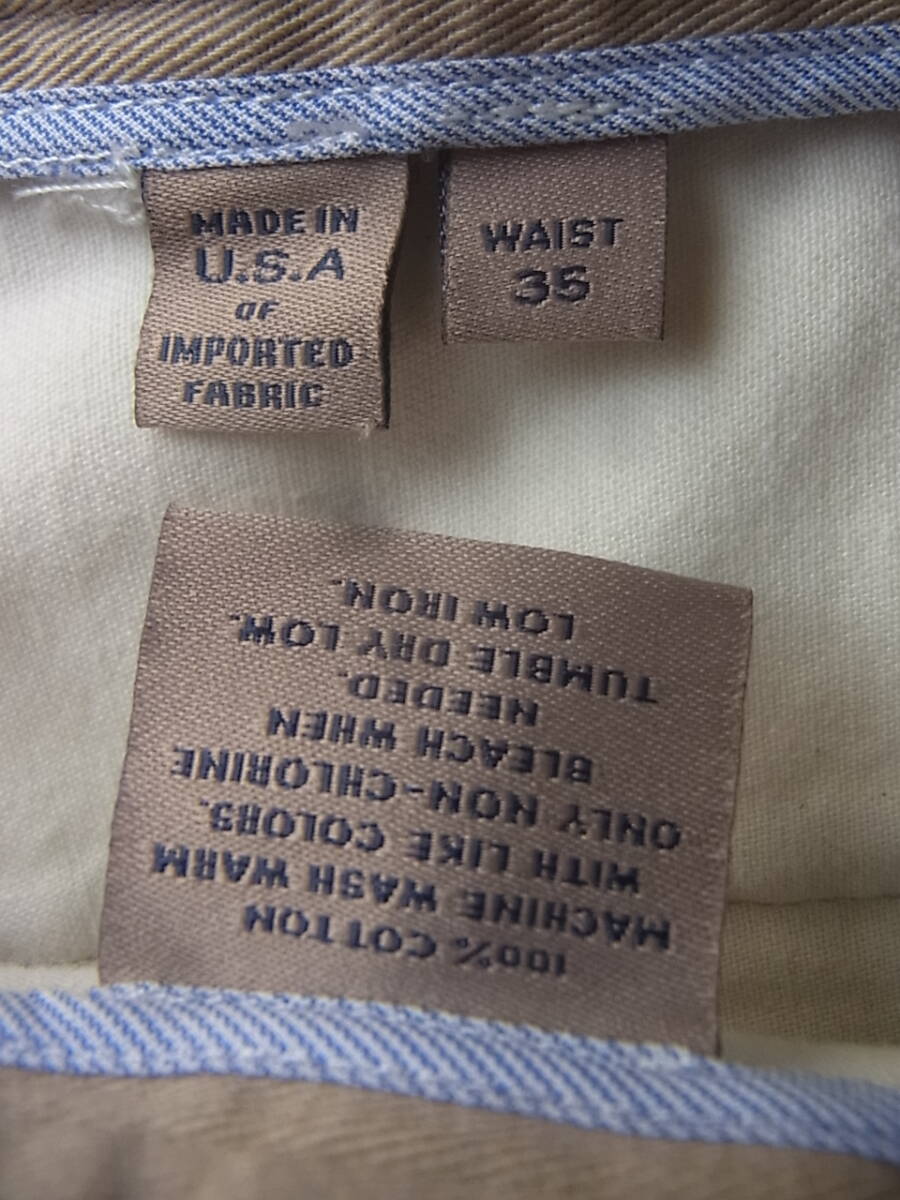 MADE IN
U.S.A
OF
IMPORTED
FABRIC
WAIST
35
100% COTTON
MACHINE WASH WARM
WITH LIKE COLORS.
ONLY NON-CHLORINE
BLEACH WHEN
NEEDED.
TUMBLE DRY LOW.
LOW IRON.